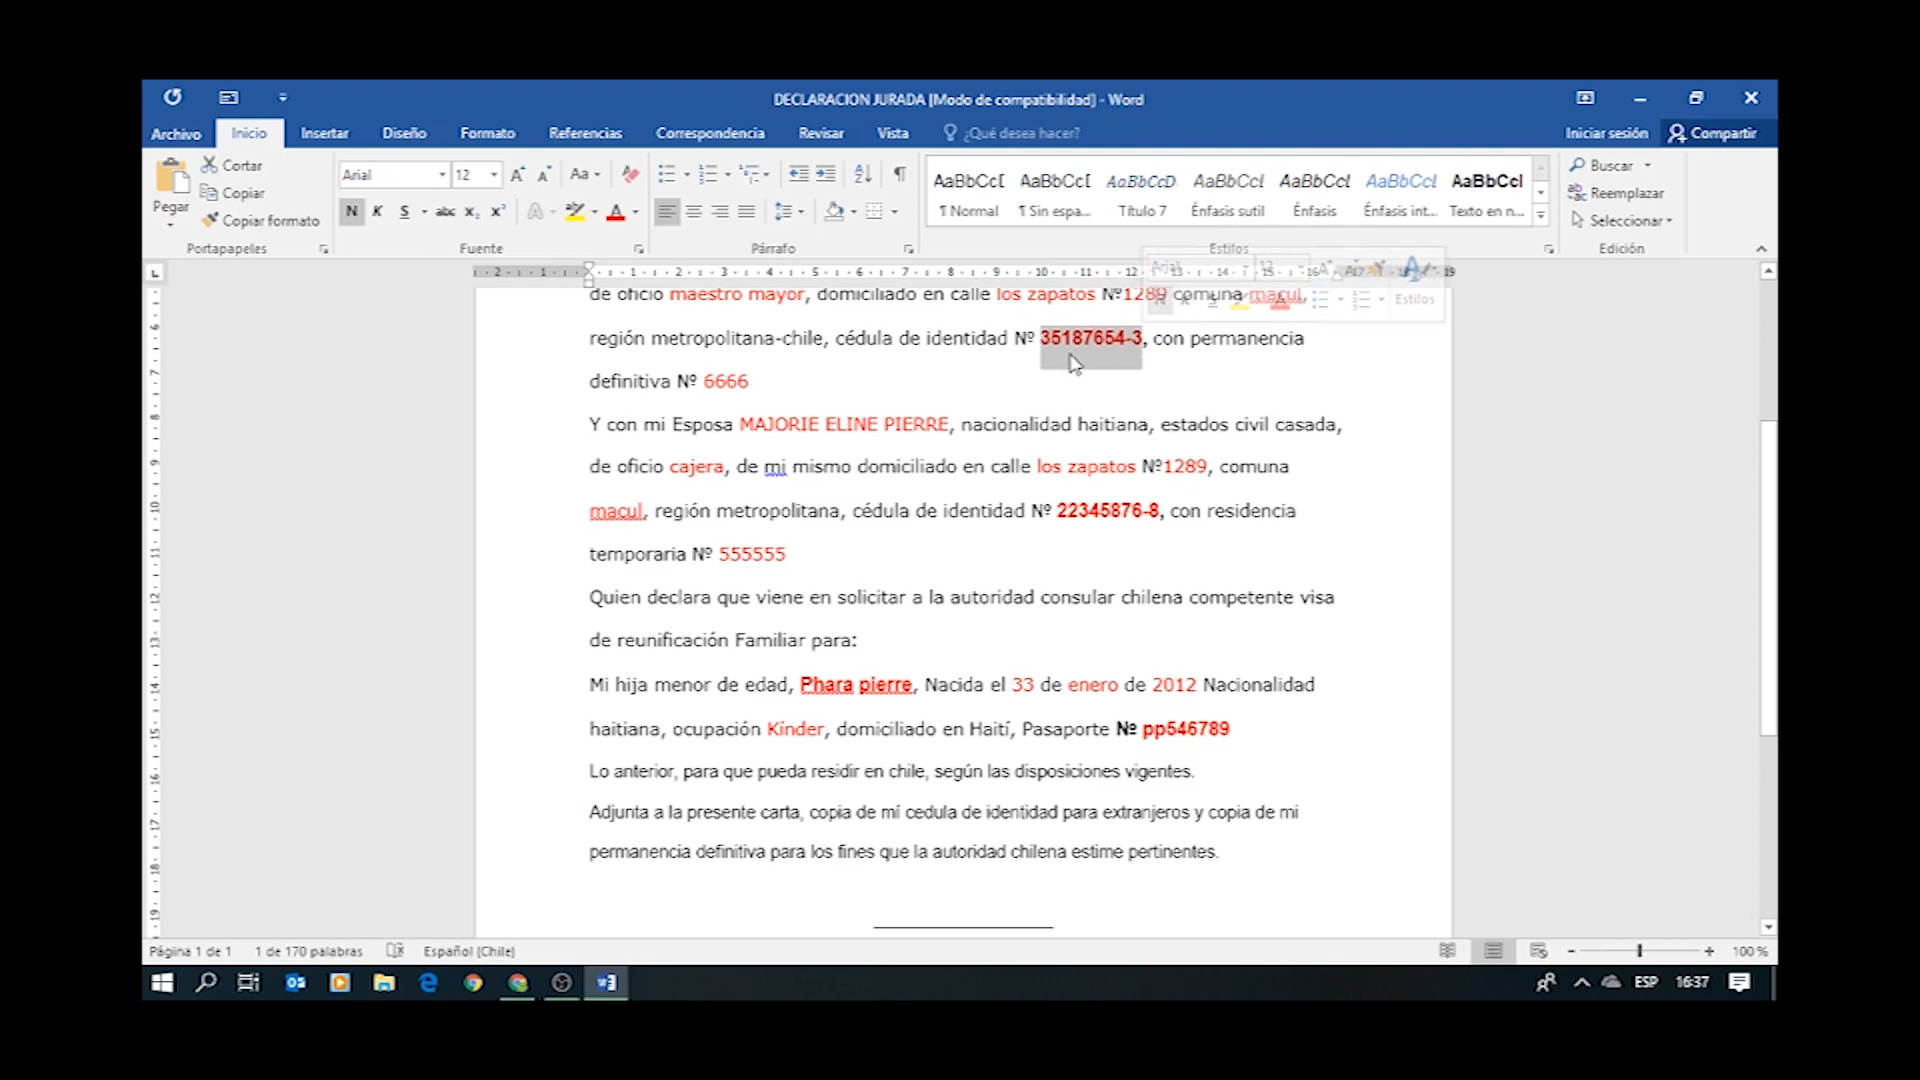 DECLARACION JURADA [Modo de compatibilidad] - Word
Archivo Inicio Insertar Diseño Formato Referencias Correspondencia Revisar Vista ¿Qué desea hacer? Iniciar sesión Compartir
Pegar Cortar
Copiar
Copiar formato
Portapapeles
Arial 12 Aa
N K S abc x₂ x² A A
Fuente
Párrafo
AaBbCcI AaBbCcI AaBbCcD AaBbCcI AaBbCcI AaBbCcI AaBbCcI
¶ Normal ¶ Sin espa... Título 7 Énfasis sutil Énfasis Énfasis int... Texto en n...
Estilos
Buscar
Reemplazar
Seleccionar
Edición
Estilos
de oficio maestro mayor, domiciliado en calle los zapatos Nº1289 comuna macul,
región metropolitana-chile, cédula de identidad Nº 35187654-3, con permanencia
definitiva Nº 6666
Y con mi Esposa MAJORIE ELINE PIERRE, nacionalidad haitiana, estados civil casada,
de oficio cajera, de mi mismo domiciliado en calle los zapatos Nº1289, comuna
macul, región metropolitana, cédula de identidad Nº 22345876-8, con residencia
temporaria Nº 555555
Quien declara que viene en solicitar a la autoridad consular chilena competente visa
de reunificación Familiar para:
Mi hija menor de edad, Phara pierre, Nacida el 33 de enero de 2012 Nacionalidad
haitiana, ocupación Kínder, domiciliado en Haití, Pasaporte Nº pp546789
Lo anterior, para que pueda residir en chile, según las disposiciones vigentes.
Adjunta a la presente carta, copia de mí cedula de identidad para extranjeros y copia de mi
permanencia definitiva para los fines que la autoridad chilena estime pertinentes.
Página 1 de 1 1 de 170 palabras Español (Chile) 100 %
ESP 16:37